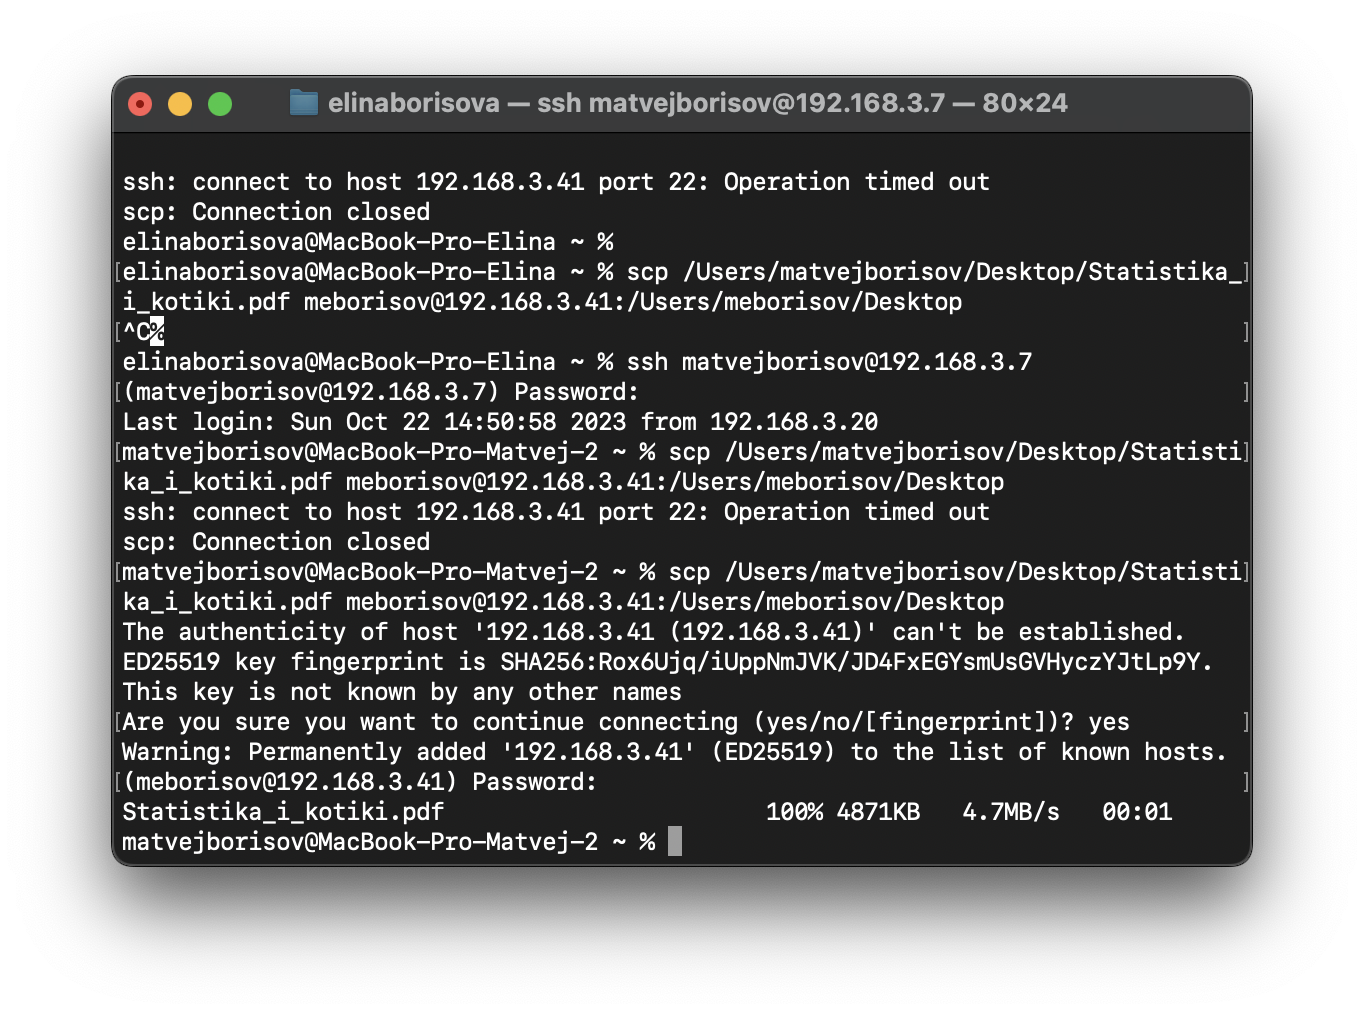 elinaborisova — ssh matvejborisov@192.168.3.7 — 80×24
ssh: connect to host 192.168.3.41 port 22: Operation timed out
scp: Connection closed
elinaborisova@MacBook-Pro-Elina ~ %
[elinaborisova@MacBook-Pro-Elina ~ % scp /Users/matvejborisov/Desktop/Statistika_]
i_kotiki.pdf meborisov@192.168.3.41:/Users/meborisov/Desktop
[^C% ]
elinaborisova@MacBook-Pro-Elina ~ % ssh matvejborisov@192.168.3.7
[(matvejborisov@192.168.3.7) Password: ]
Last login: Sun Oct 22 14:50:58 2023 from 192.168.3.20
[matvejborisov@MacBook-Pro-Matvej-2 ~ % scp /Users/matvejborisov/Desktop/Statisti]
ka_i_kotiki.pdf meborisov@192.168.3.41:/Users/meborisov/Desktop
ssh: connect to host 192.168.3.41 port 22: Operation timed out
scp: Connection closed
[matvejborisov@MacBook-Pro-Matvej-2 ~ % scp /Users/matvejborisov/Desktop/Statisti]
ka_i_kotiki.pdf meborisov@192.168.3.41:/Users/meborisov/Desktop
The authenticity of host '192.168.3.41 (192.168.3.41)' can't be established.
ED25519 key fingerprint is SHA256:Rox6Ujq/iUppNmJVK/JD4FxEGYsmUsGVHyczYJtLp9Y.
This key is not known by any other names
[Are you sure you want to continue connecting (yes/no/[fingerprint])? yes ]
Warning: Permanently added '192.168.3.41' (ED25519) to the list of known hosts.
[(meborisov@192.168.3.41) Password: ]
Statistika_i_kotiki.pdf 100% 4871KB 4.7MB/s 00:01
matvejborisov@MacBook-Pro-Matvej-2 ~ %